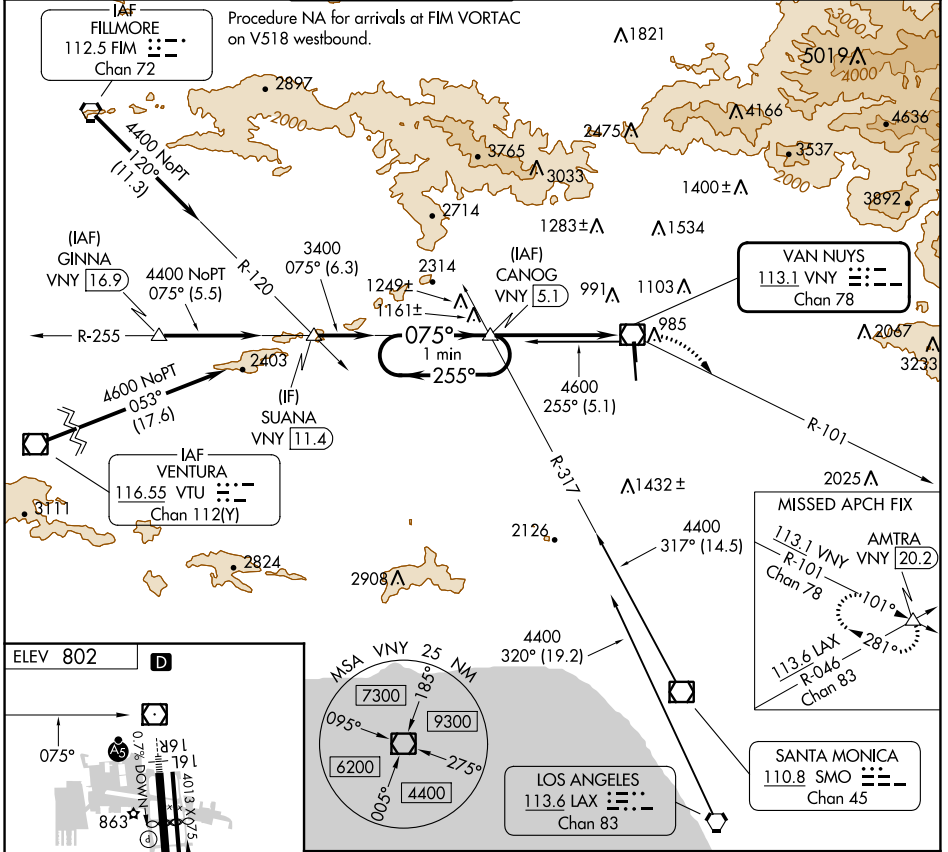 IAF
FILLMORE
112.5 FIM
Chan 72
Procedure NA for arrivals at FIM VORTAC
on V518 westbound.
1821
5019
4000
2897
2000
4166
4636
2475
3765
3033
3537
2000
1400 ±
3892
4400 NoPT
120°
(11.3)
2714
1283±
1534
(IAF)
GINNA
VNY 16.9
4400 NoPT
075° (5.5)
R-120
3400
075° (6.3)
2314
1249±
1161±
(IAF)
CANOG
VNY 5.1
991
1103
VAN NUYS
113.1 VNY
Chan 78
R-255
075°
1 min
255°
985
2067
3233
2403
4600 NoPT
053°
(17.6)
(IF)
SUANA
VNY 11.4
4600
255° (5.1)
R-101
IAF
VENTURA
116.55 VTU
Chan 112(Y)
3111
R-317
1432 ±
2025
2126
4400
317° (14.5)
2824
2908
MISSED APCH FIX
113.1 VNY
R-101
Chan 78
AMTRA
VNY 20.2
101°
281°
113.6 LAX
R-046
Chan 83
4400
320° (19.2)
ELEV 802
D
075°
A5
0.7% DOWN
16R
16L
4013 X 075
863
P
MSA VNY 25 NM
7300
185°
095°
9300
6200
275°
005°
4400
LOS ANGELES
113.6 LAX
Chan 83
SANTA MONICA
110.8 SMO
Chan 45